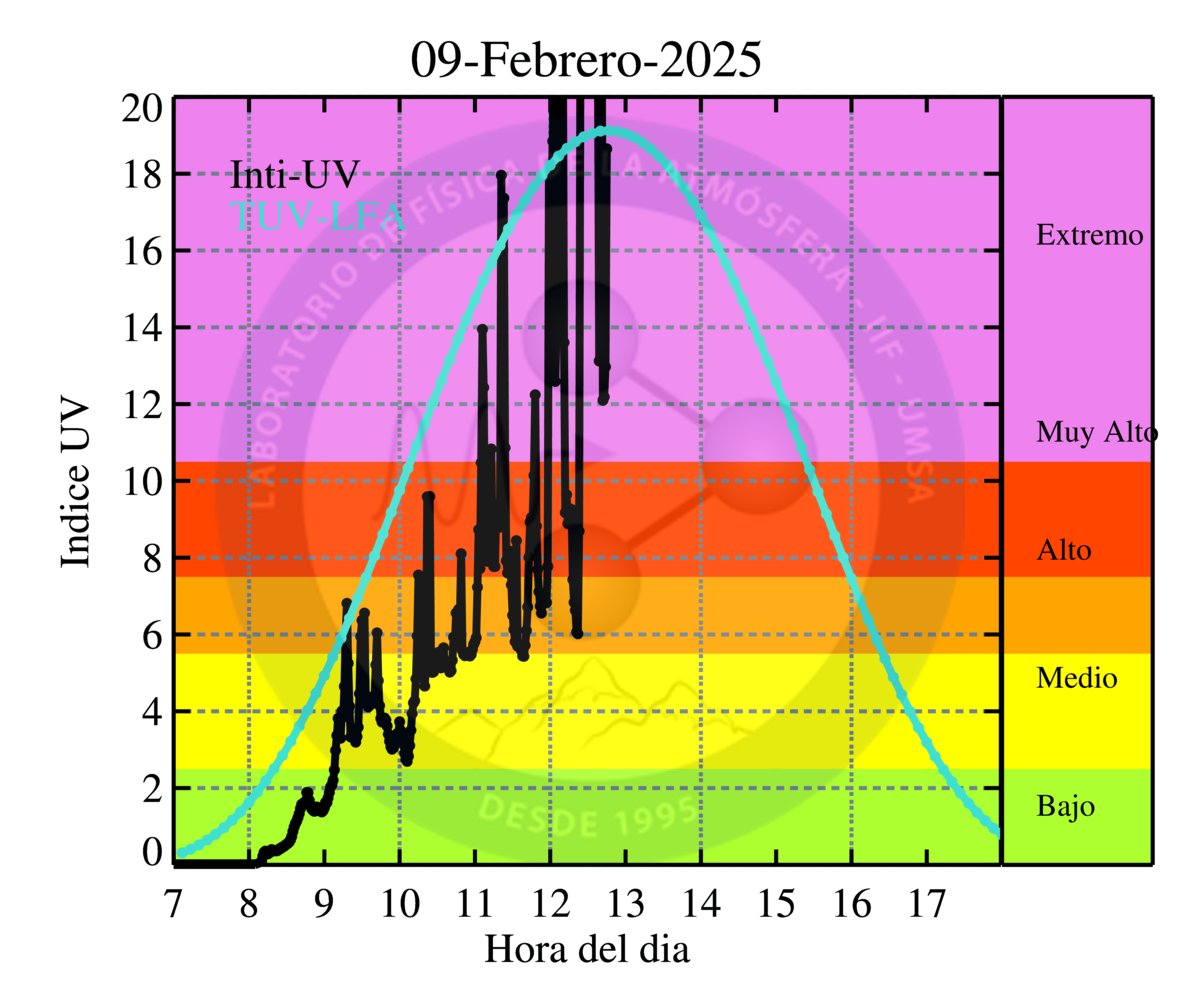 09-Febrero-2025
Indice UV
20
18
16
14
12
10
8
6
4
2
0
Inti-UV
TUV-LFA
LABORATORIO DE FÍSICA DE LA ATMÓSFERA - IIF - UMSA
DESDE 1995
Extremo
Muy Alto
Alto
Medio
Bajo
7 8 9 10 11 12 13 14 15 16 17
Hora del dia